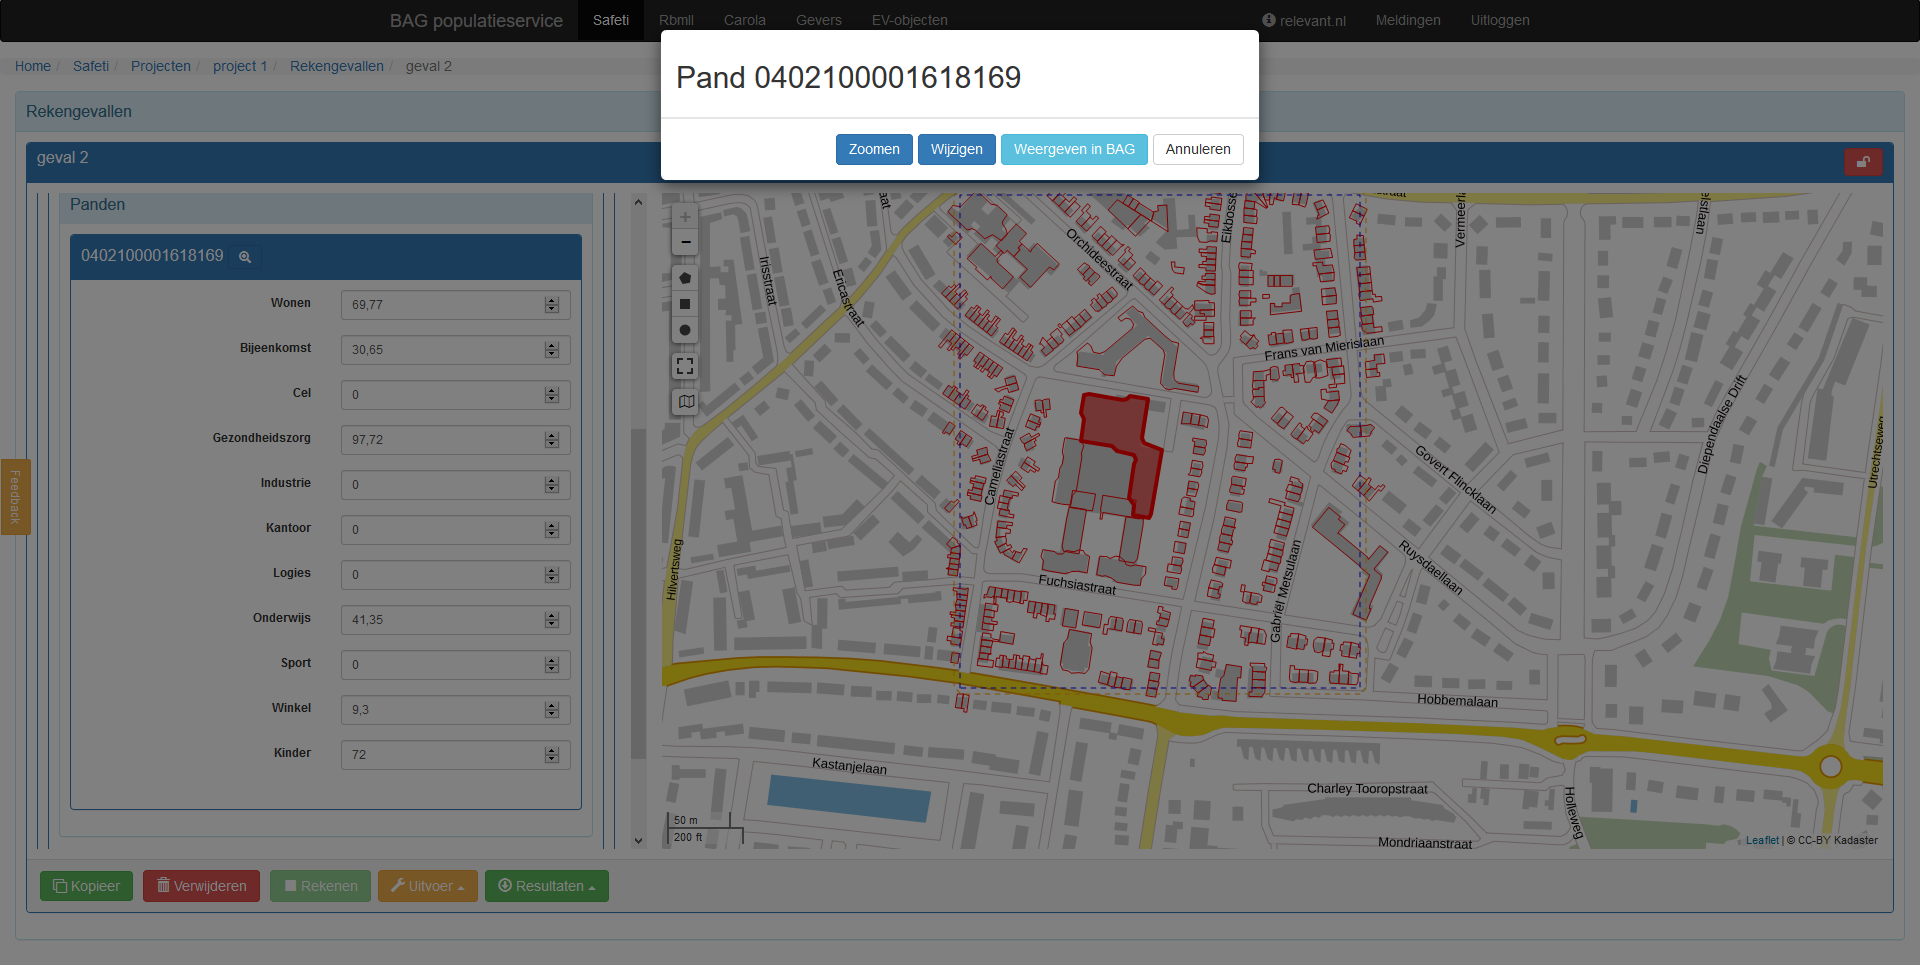 BAG populatieservice Safeti Rbmll Carola Gevers EV-objecten relevant.nl Meldingen Uitloggen
Home / Safeti / Projecten / project 1 / Rekengevallen / geval 2
Pand 0402100001618169
Zoomen Wijzigen Weergeven in BAG Annuleren
Rekengevallen
geval 2
Panden
0402100001618169
Wonen 69,77
Bijeenkomst 30,65
Cel 0
Gezondheidszorg 97,72
Industrie 0
Kantoor 0
Logies 0
Onderwijs 41,35
Sport 0
Winkel 9,3
Kinder 72
Feedback
Irisstraat
Ericastraat
Orchideestraat
Eikbosse
Vermeerl
Frans van Mierislaan
Cameliastraat
Govert Flincklaan
Diependaalse Drift
Utrechtseweg
Hilvertsweg
Fuchsiastraat
Gabriël Metsulaan
Ruysdaellaan
Hobbemalaan
Kastanjelaan
Charley Tooropstraat
Holleweg
Mondriaanstraat
50 m
200 ft
Leaflet | © CC-BY Kadaster
Kopieer Verwijderen Rekenen Uitvoer Resultaten